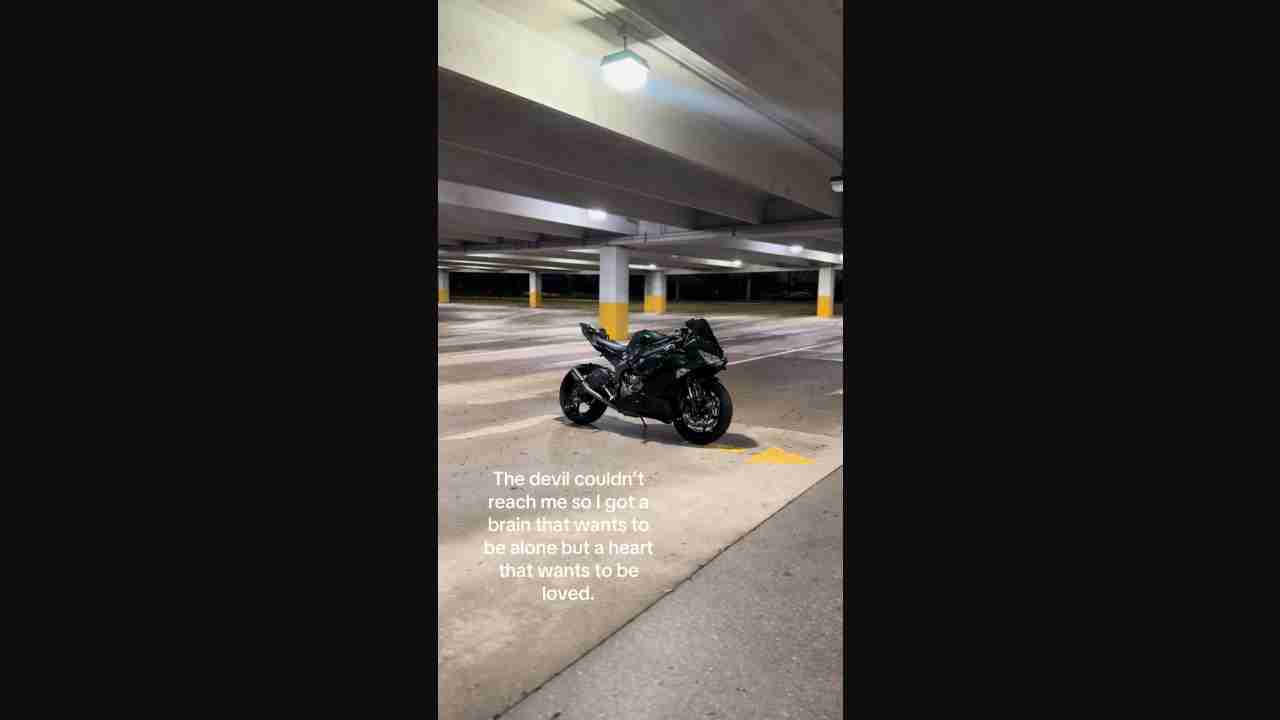 The devil couldn't
reach me so I got a
brain that wants to
be alone but a heart
that wants to be
loved.